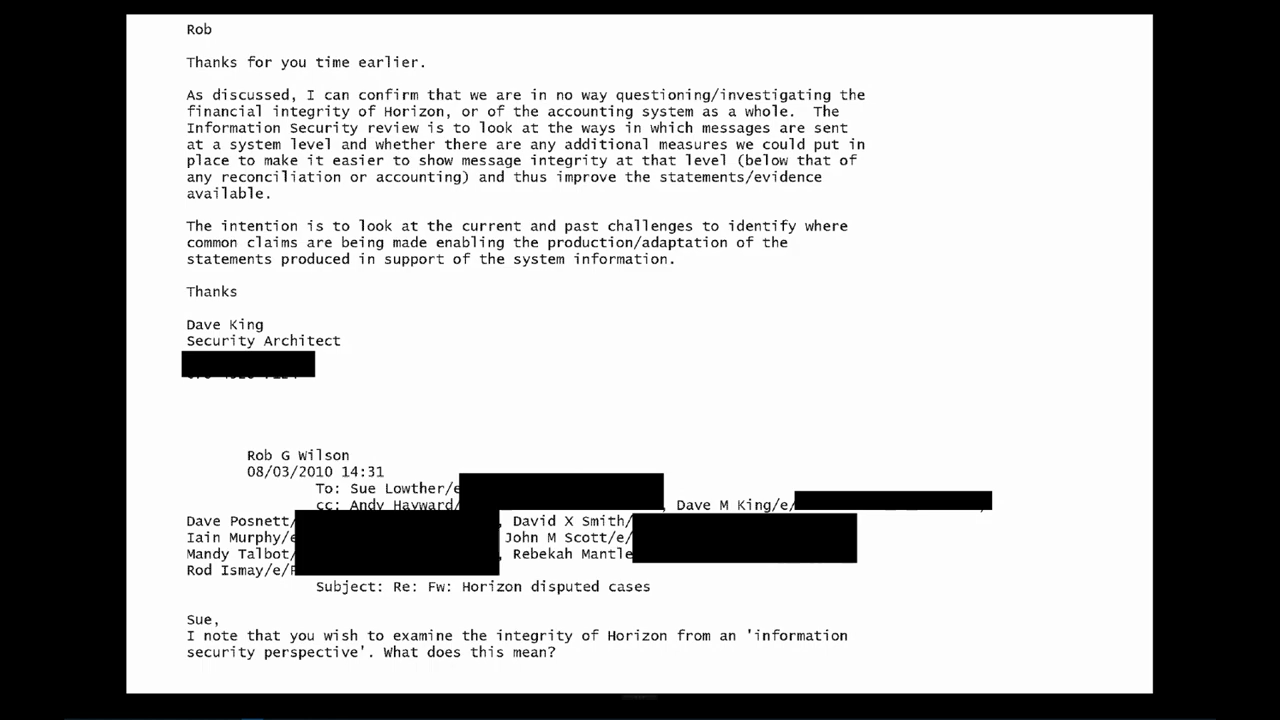 Rob
Thanks for you time earlier.
As discussed, I can confirm that we are in no way questioning/investigating the
financial integrity of Horizon, or of the accounting system as a whole.  The
Information Security review is to look at the ways in which messages are sent
at a system level and whether there are any additional measures we could put in
place to make it easier to show message integrity at that level (below that of
any reconciliation or accounting) and thus improve the statements/evidence
available.
The intention is to look at the current and past challenges to identify where
common claims are being made enabling the production/adaptation of the
statements produced in support of the system information.
Thanks
Dave King
Security Architect
Rob G Wilson
08/03/2010 14:31
To: Sue Lowther/e
cc: Andy Hayward/ , Dave M King/e/ ,
Dave Posnett/ , David X Smith/
Iain Murphy/e John M Scott/e/
Mandy Talbot/ , Rebekah Mantle
Rod Ismay/e/
Subject: Re: Fw: Horizon disputed cases
Sue,
I note that you wish to examine the integrity of Horizon from an 'information
security perspective'. What does this mean?